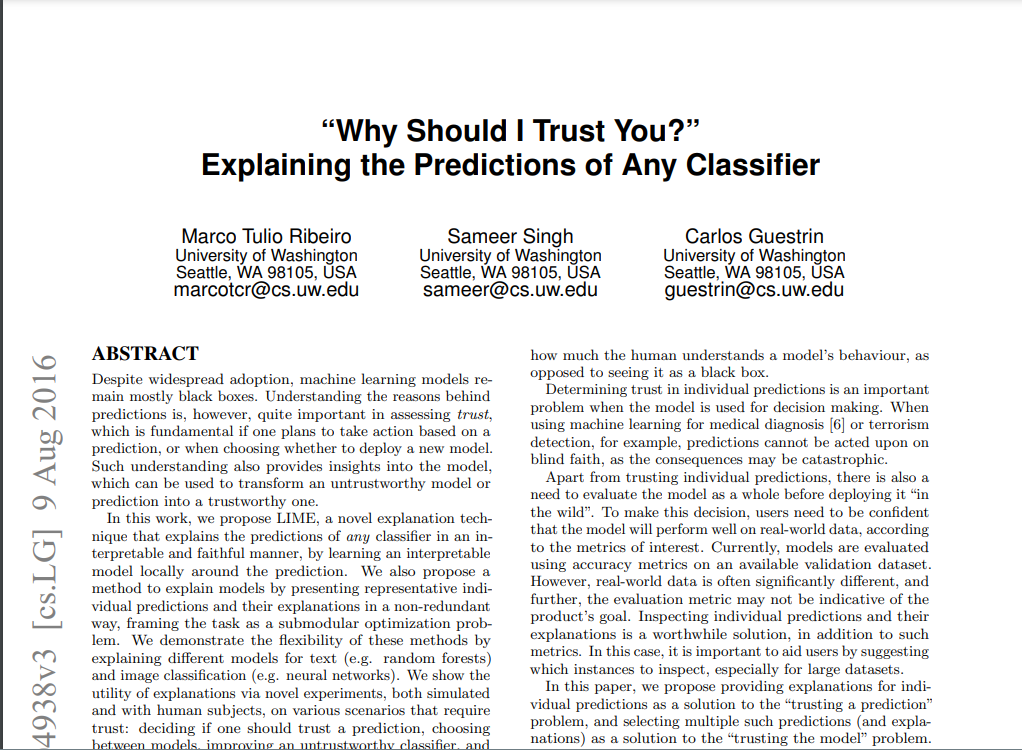 “Why Should I Trust You?”
Explaining the Predictions of Any Classifier
Marco Tulio Ribeiro
University of Washington
Seattle, WA 98105, USA
marcotcr@cs.uw.edu
Sameer Singh
University of Washington
Seattle, WA 98105, USA
sameer@cs.uw.edu
Carlos Guestrin
University of Washington
Seattle, WA 98105, USA
guestrin@cs.uw.edu
4938v3 [cs.LG] 9 Aug 2016
ABSTRACT
Despite widespread adoption, machine learning models re-
main mostly black boxes. Understanding the reasons behind
predictions is, however, quite important in assessing trust,
which is fundamental if one plans to take action based on a
prediction, or when choosing whether to deploy a new model.
Such understanding also provides insights into the model,
which can be used to transform an untrustworthy model or
prediction into a trustworthy one.
In this work, we propose LIME, a novel explanation tech-
nique that explains the predictions of any classifier in an in-
terpretable and faithful manner, by learning an interpretable
model locally around the prediction. We also propose a
method to explain models by presenting representative indi-
vidual predictions and their explanations in a non-redundant
way, framing the task as a submodular optimization prob-
lem. We demonstrate the flexibility of these methods by
explaining different models for text (e.g. random forests)
and image classification (e.g. neural networks). We show the
utility of explanations via novel experiments, both simulated
and with human subjects, on various scenarios that require
trust: deciding if one should trust a prediction, choosing
between models, improving an untrustworthy classifier, and
how much the human understands a model’s behaviour, as
opposed to seeing it as a black box.
Determining trust in individual predictions is an important
problem when the model is used for decision making. When
using machine learning for medical diagnosis [6] or terrorism
detection, for example, predictions cannot be acted upon on
blind faith, as the consequences may be catastrophic.
Apart from trusting individual predictions, there is also a
need to evaluate the model as a whole before deploying it “in
the wild”. To make this decision, users need to be confident
that the model will perform well on real-world data, according
to the metrics of interest. Currently, models are evaluated
using accuracy metrics on an available validation dataset.
However, real-world data is often significantly different, and
further, the evaluation metric may not be indicative of the
product’s goal. Inspecting individual predictions and their
explanations is a worthwhile solution, in addition to such
metrics. In this case, it is important to aid users by suggesting
which instances to inspect, especially for large datasets.
In this paper, we propose providing explanations for indi-
vidual predictions as a solution to the “trusting a prediction”
problem, and selecting multiple such predictions (and expla-
nations) as a solution to the “trusting the model” problem.